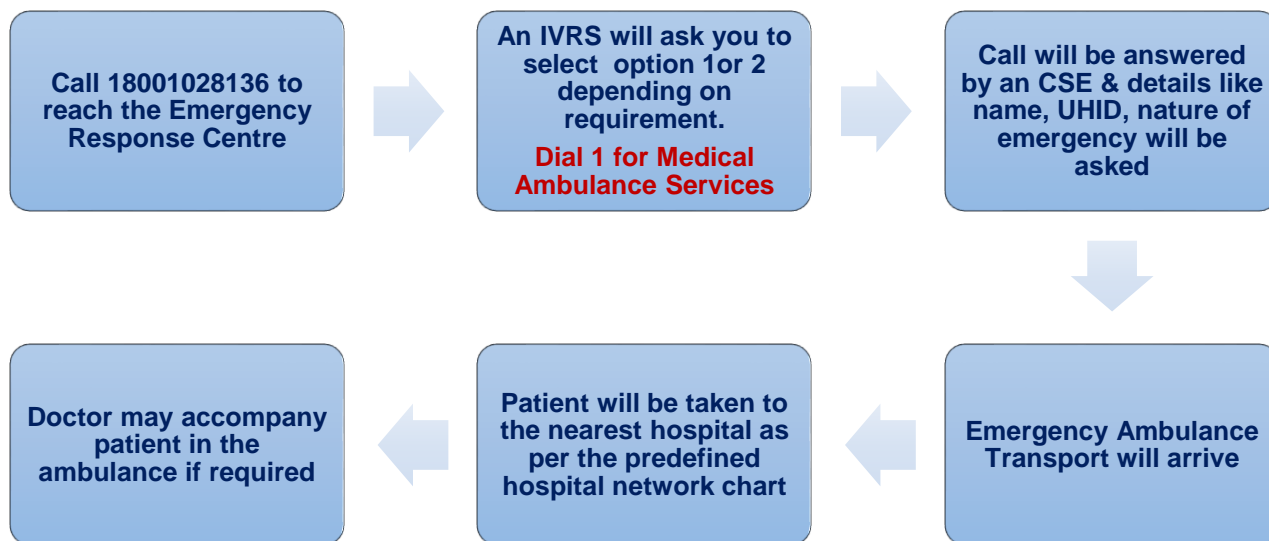 Call 18001028136 to
reach the Emergency
Response Centre
An IVRS will ask you to
select option 1or 2
depending on
requirement.
Dial 1 for Medical
Ambulance Services
Call will be answered
by an CSE & details like
name, UHID, nature of
emergency will be
asked
Emergency Ambulance
Transport will arrive
Patient will be taken to
the nearest hospital as
per the predefined
hospital network chart
Doctor may accompany
patient in the
ambulance if required